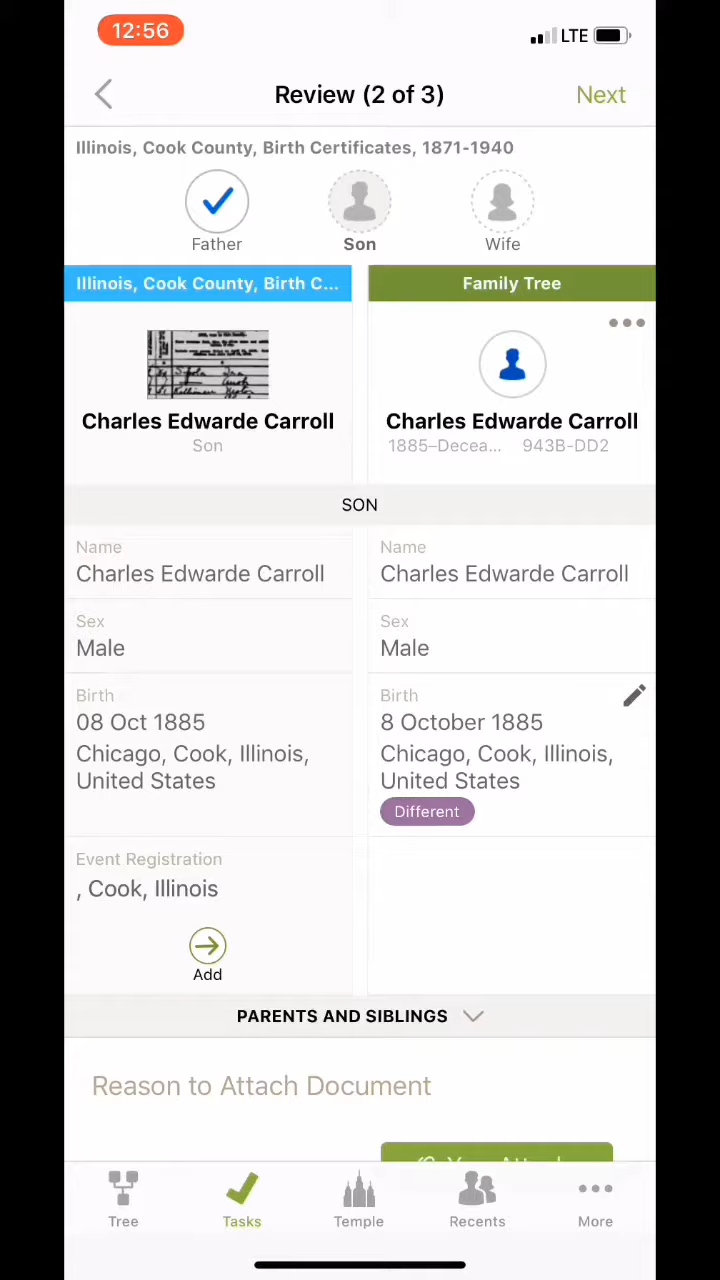 12:56
LTE
Review (2 of 3)
Next
Illinois, Cook County, Birth Certificates, 1871-1940
Father
Son
Wife
Illinois, Cook County, Birth C...
Family Tree
Charles Edwarde Carroll
Son
Charles Edwarde Carroll
1885–Decea... 943B-DD2
SON
Name
Charles Edwarde Carroll
Name
Charles Edwarde Carroll
Sex
Male
Sex
Male
Birth
08 Oct 1885
Chicago, Cook, Illinois,
United States
Birth
8 October 1885
Chicago, Cook, Illinois,
United States
Different
Event Registration
, Cook, Illinois
Add
PARENTS AND SIBLINGS
Reason to Attach Document
Tree
Tasks
Temple
Recents
More